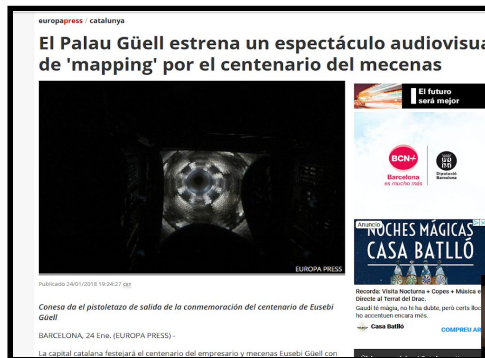 europapress / catalunya
El Palau Güell estrena un espectáculo audiovisua
de 'mapping' por el centenario del mecenas
El futuro
será mejor
BCN+
Barcelona
es mucho más
Diputació
Barcelona
EUROPA PRESS
Anuncio
NOCHES MÁGICAS
CASA BATLLÓ
Publicado 24/01/2018 19:24:27 CET
Recorda: Visita Nocturna + Copes + Música e
Directe al Terrat del Drac.
Gaudí té màgia, no hi ha dubte, però certs lloc
ho accentuen encara més.
Casa Batlló
COMPREU AR
Conesa da el pistoletazo de salida de la conmemoración del centenario de Eusebi
Güell
BARCELONA, 24 Ene. (EUROPA PRESS) -
La capital catalana festejará el centenario del empresario y mecenas Eusebi Güell con